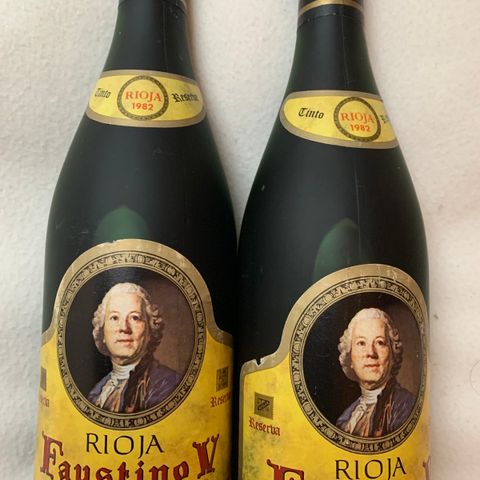 Tinto RIOJA Reserva
1982
Reserva
RIOJA
Faustino V
Tinto RIOJA
1982
Reserva
RIOJA